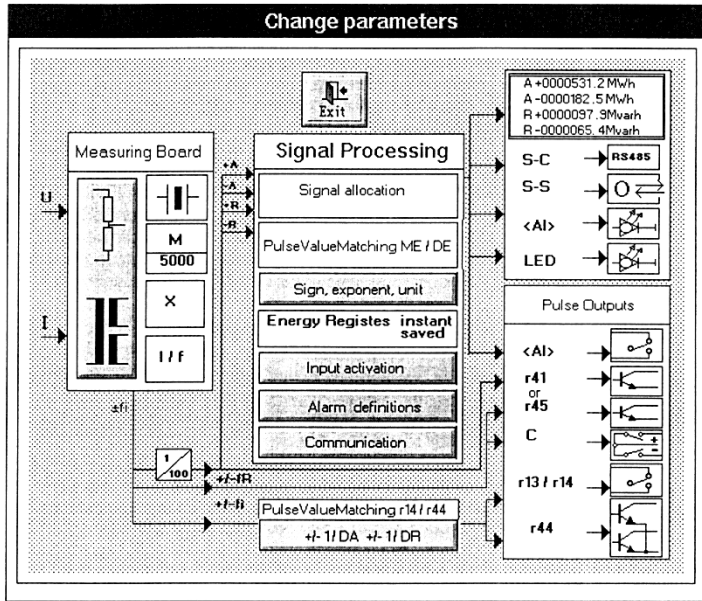 Change parameters
Exit
A +0000531.2 MWh
A -0000182.5 MWh
R +0000097.9Mvarh
R -0000065.4Mvarh
Measuring Board
Signal Processing
+A
-A
+R
-R
U
I
M
5000
X
I / f
Signal allocation
PulseValueMatching ME / DE
Sign, exponent, unit
Energy Registes instant
saved
Input activation
Alarm definitions
Communication
S-C
RS485
S-S
<AI>
LED
Pulse Outputs
<AI>
r41
or
r45
C
+
-
r13 / r14
r44
±fi
1/100
+/-fR
+/-fi
PulseValueMatching r14 / r44
+/- 1/DA +/- 1/DR